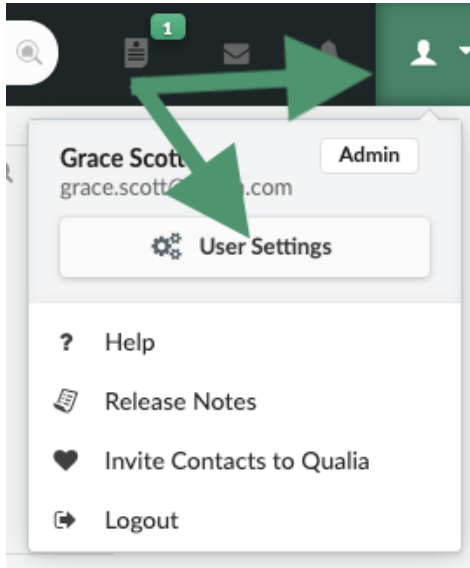 1
Grace Scott
Admin
grace.scott .com
User Settings
? Help
Release Notes
Invite Contacts to Qualia
Logout